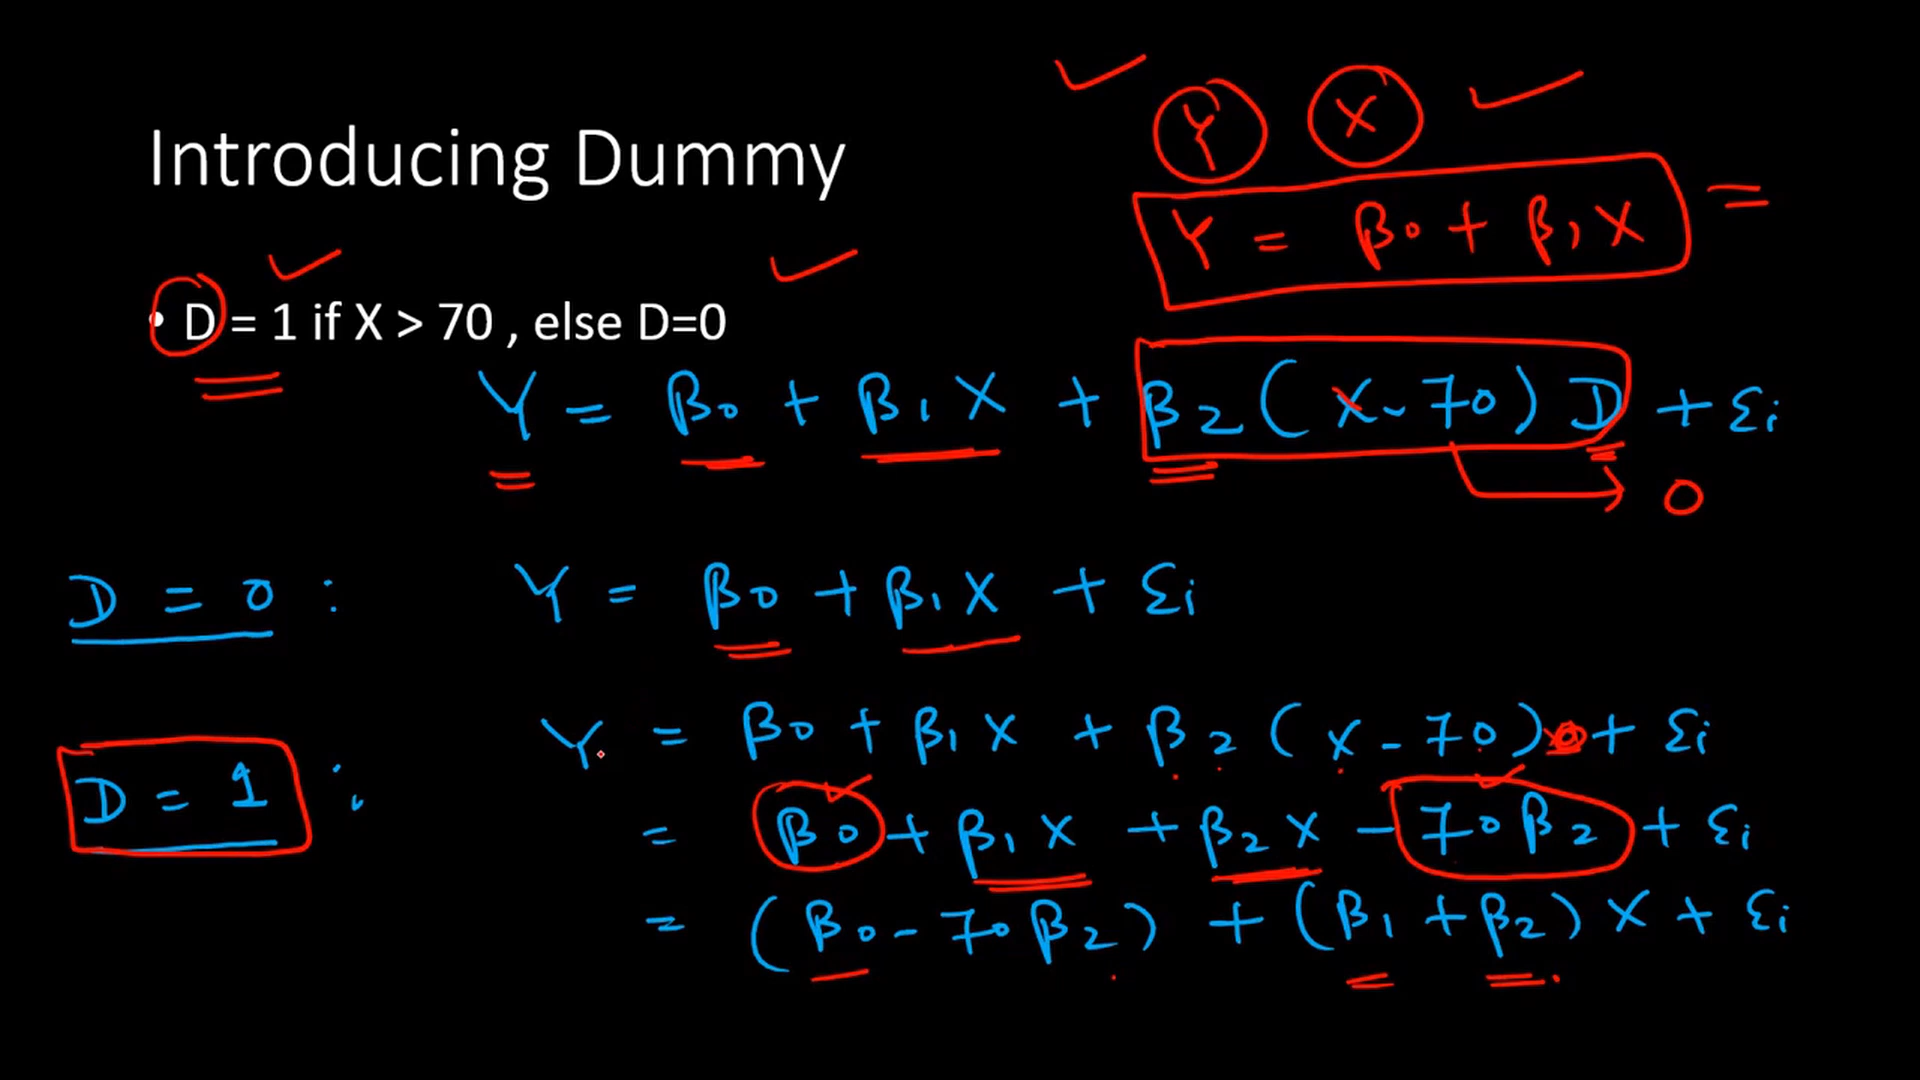 Y X
Y = β0 + β1X =
Introducing Dummy
• D = 1 if X > 70 , else D=0
Y = β0 + β1X + β2(X-70)D + εi
0
D = 0 : Y = β0 + β1X + εi
Y = β0 + β1X + β2(X-70) + εi
D = 1 :
= β0 + β1X + β2X - 70β2 + εi
= (β0 - 70β2) + (β1 + β2)X + εi